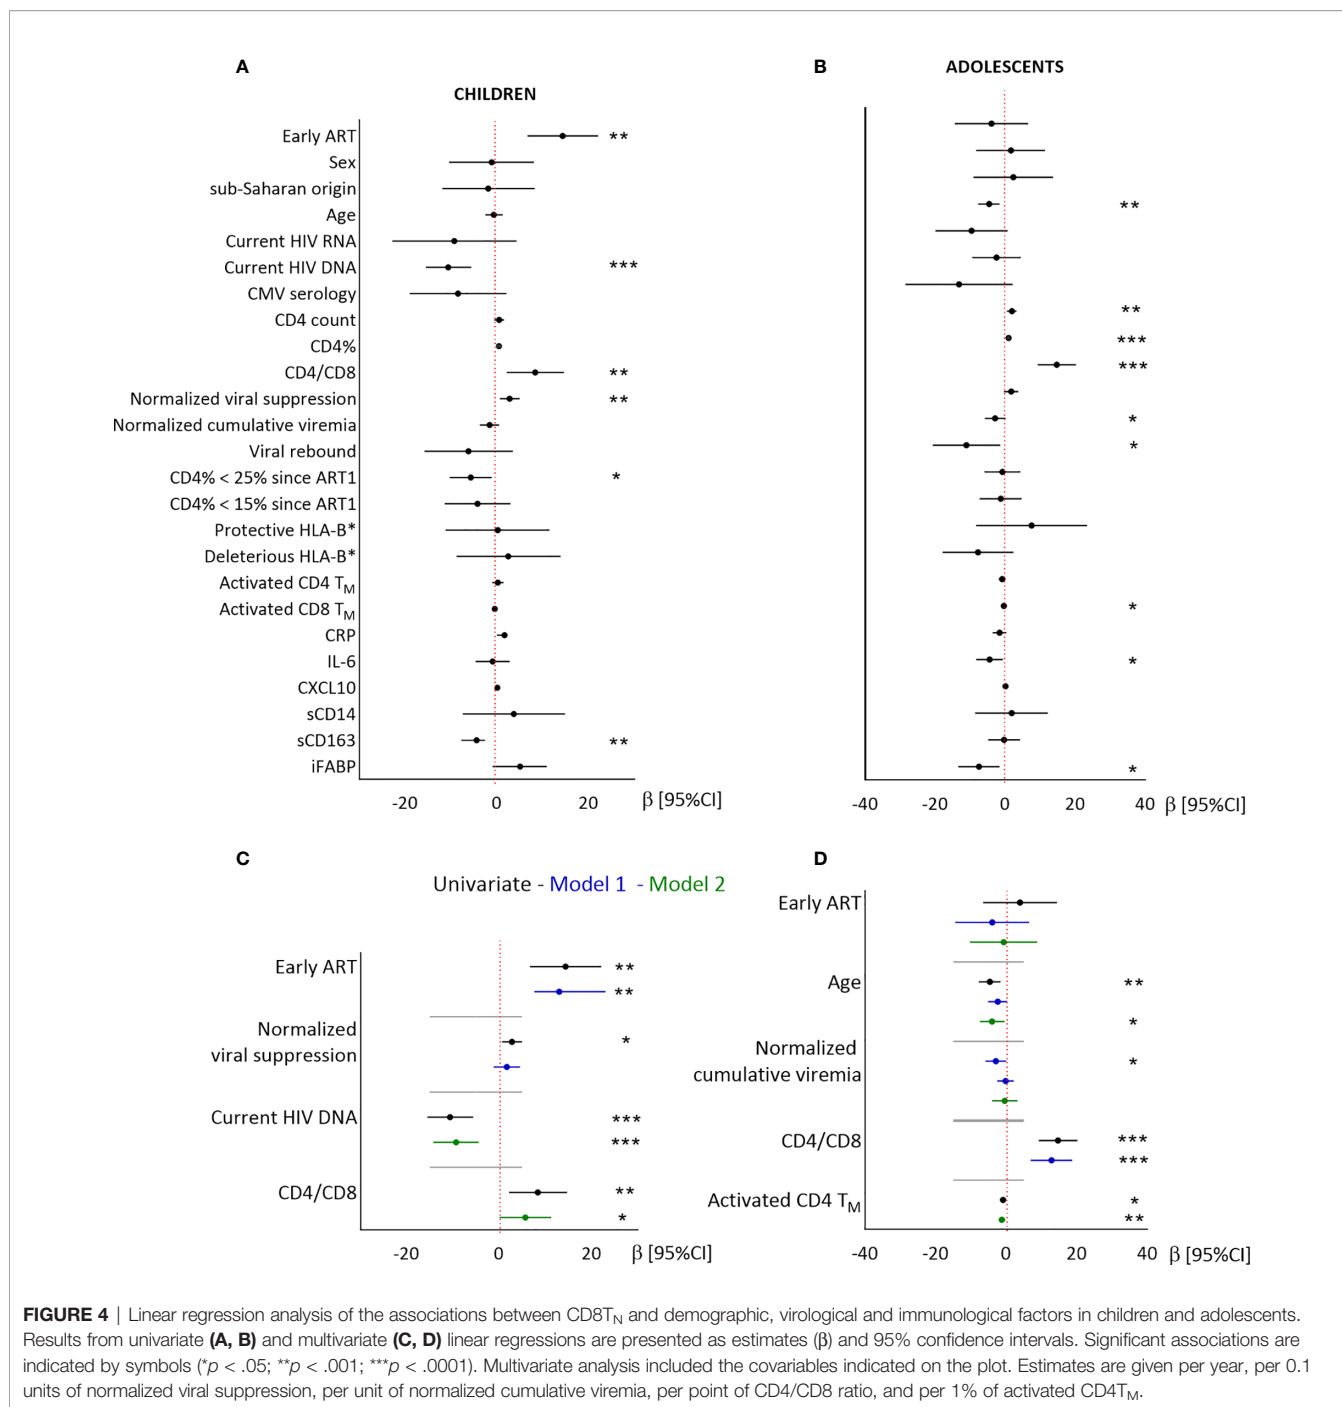 A
B
ADOLESCENTS
CHILDREN
Early ART
**
Sex
sub-Saharan origin
Age
**
Current HIV RNA
Current HIV DNA
***
CMV serology
CD4 count
**
CD4%
***
CD4/CD8
**
***
Normalized viral suppression
**
Normalized cumulative viremia
*
Viral rebound
*
CD4% < 25% since ART1
*
CD4% < 15% since ART1
Protective HLA-B*
Deleterious HLA-B*
Activated CD4 TM
Activated CD8 TM
*
CRP
IL-6
*
CXCL10
sCD14
sCD163
**
iFABP
*
-20 0 20 β [95%CI]
-40 -20 0 20 40 β [95%CI]
C
D
Univariate - Model 1 - Model 2
Early ART
**
**
Normalized
viral suppression
*
Current HIV DNA
***
***
CD4/CD8
**
*
-20 0 20 β [95%CI]
Early ART
Age
**
*
Normalized
cumulative viremia
*
CD4/CD8
***
***
Activated CD4 TM
*
**
-40 -20 0 20 40 β [95%CI]
FIGURE 4 | Linear regression analysis of the associations between CD8TN and demographic, virological and immunological factors in children and adolescents.
Results from univariate (A, B) and multivariate (C, D) linear regressions are presented as estimates (β) and 95% confidence intervals. Significant associations are
indicated by symbols (*p < .05; **p < .001; ***p < .0001). Multivariate analysis included the covariables indicated on the plot. Estimates are given per year, per 0.1
units of normalized viral suppression, per unit of normalized cumulative viremia, per point of CD4/CD8 ratio, and per 1% of activated CD4TM.